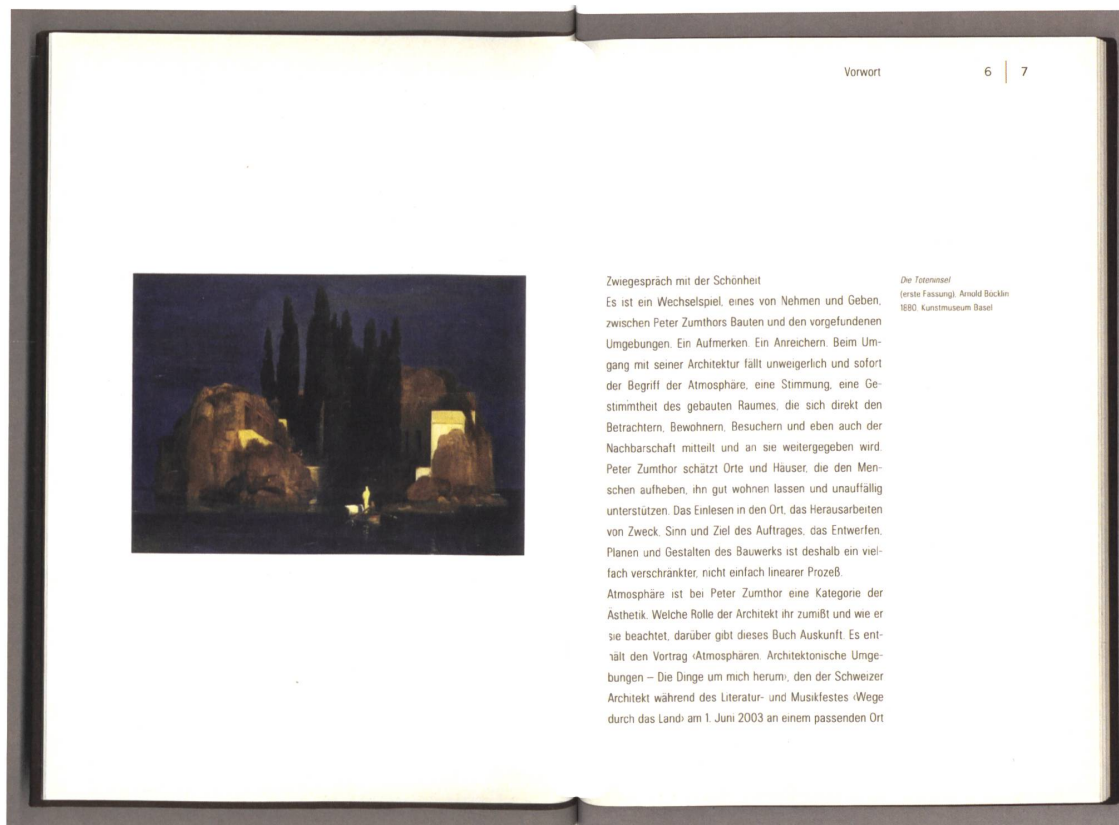 Vorwort
6 | 7
Zwiegespräch mit der Schönheit
Es ist ein Wechselspiel, eines von Nehmen und Geben,
zwischen Peter Zumthors Bauten und den vorgefundenen
Umgebungen. Ein Aufmerken. Ein Anreichern. Beim Um-
gang mit seiner Architektur fällt unweigerlich und sofort
der Begriff der Atmosphäre, eine Stimmung, eine Ge-
stimmtheit des gebauten Raumes, die sich direkt den
Betrachtern, Bewohnern, Besuchern und eben auch der
Nachbarschaft mitteilt und an sie weitergegeben wird.
Peter Zumthor schätzt Orte und Häuser, die den Men-
schen aufheben, ihn gut wohnen lassen und unauffällig
unterstützen. Das Einlesen in den Ort, das Herausarbeiten
von Zweck, Sinn und Ziel des Auftrages, das Entwerfen,
Planen und Gestalten des Bauwerks ist deshalb ein viel-
fach verschränkter, nicht einfach linearer Prozeß.
Atmosphäre ist bei Peter Zumthor eine Kategorie der
Ästhetik. Welche Rolle der Architekt ihr zumißt und wie er
sie beachtet, darüber gibt dieses Buch Auskunft. Es ent-
hält den Vortrag ‹Atmosphären. Architektonische Umge-
bungen – Die Dinge um mich herum›, den der Schweizer
Architekt während des Literatur- und Musikfestes ‹Wege
durch das Land› am 1. Juni 2003 an einem passenden Ort
Die Toteninsel
(erste Fassung), Arnold Böcklin
1880, Kunstmuseum Basel